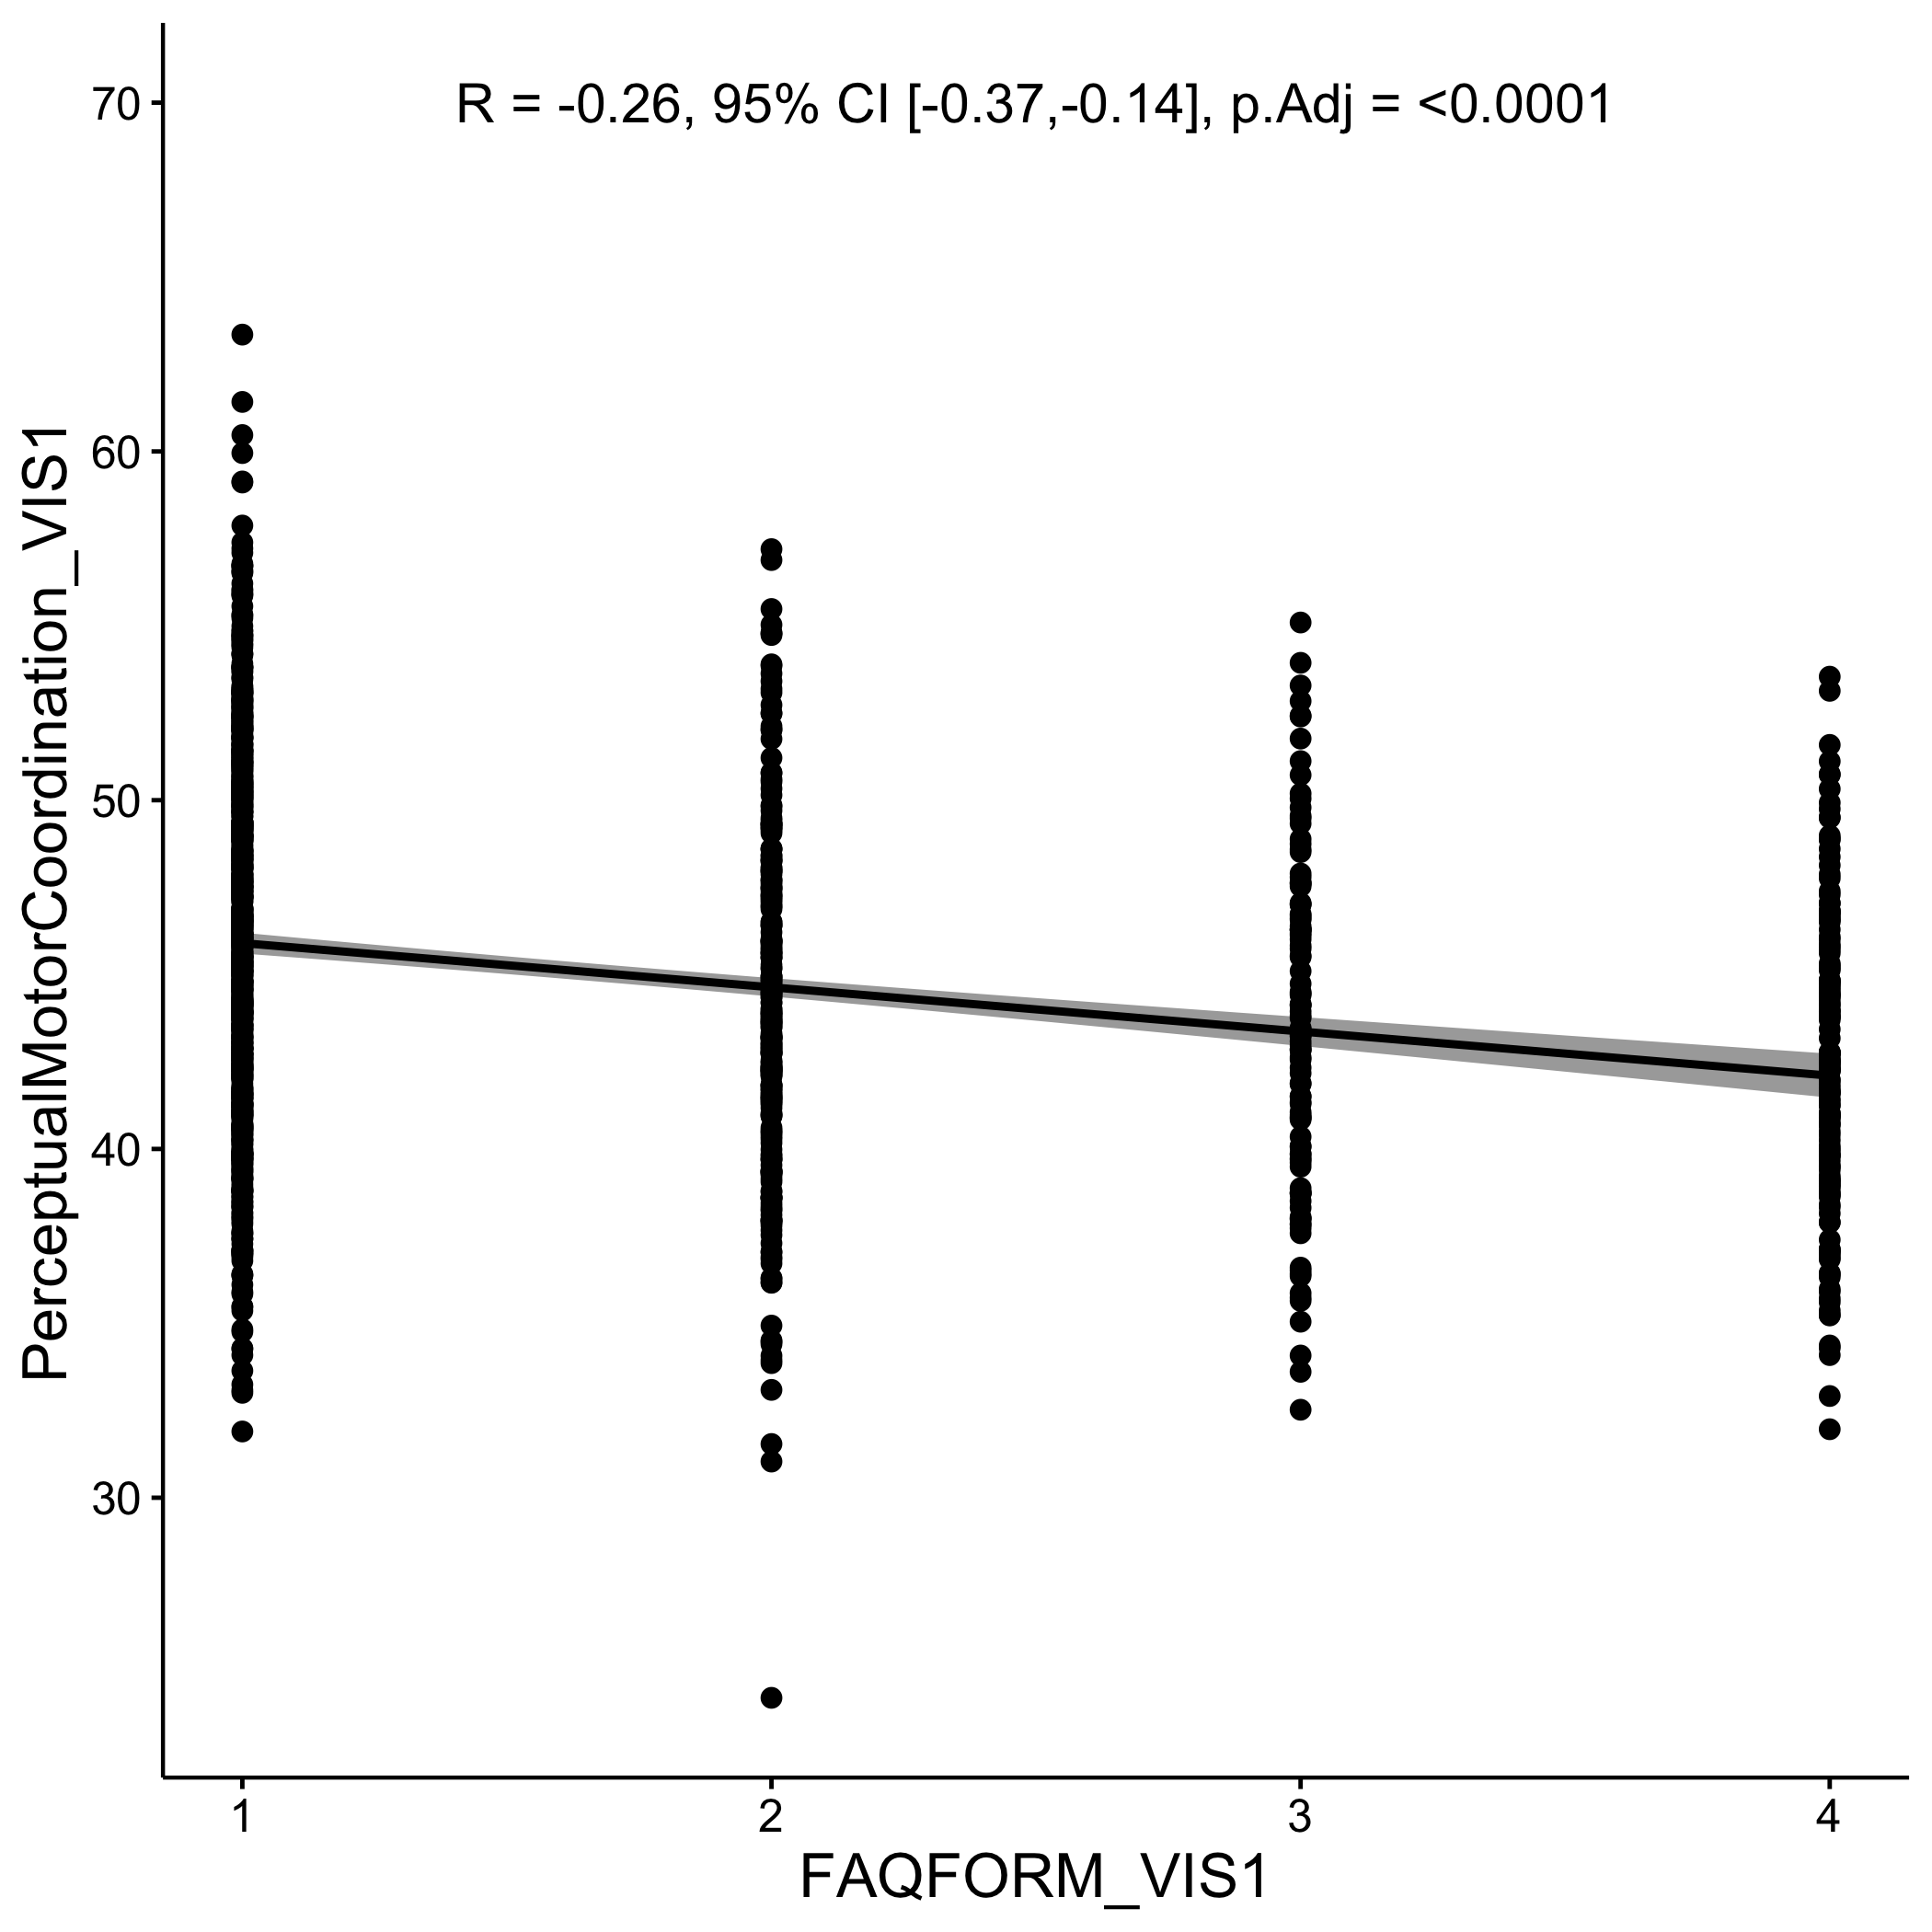 R = -0.26, 95% CI [-0.37,-0.14], p.Adj = <0.0001
PerceptualMotorCoordination_VIS1
70
60
50
40
30
1 2 3 4
FAQFORM_VIS1